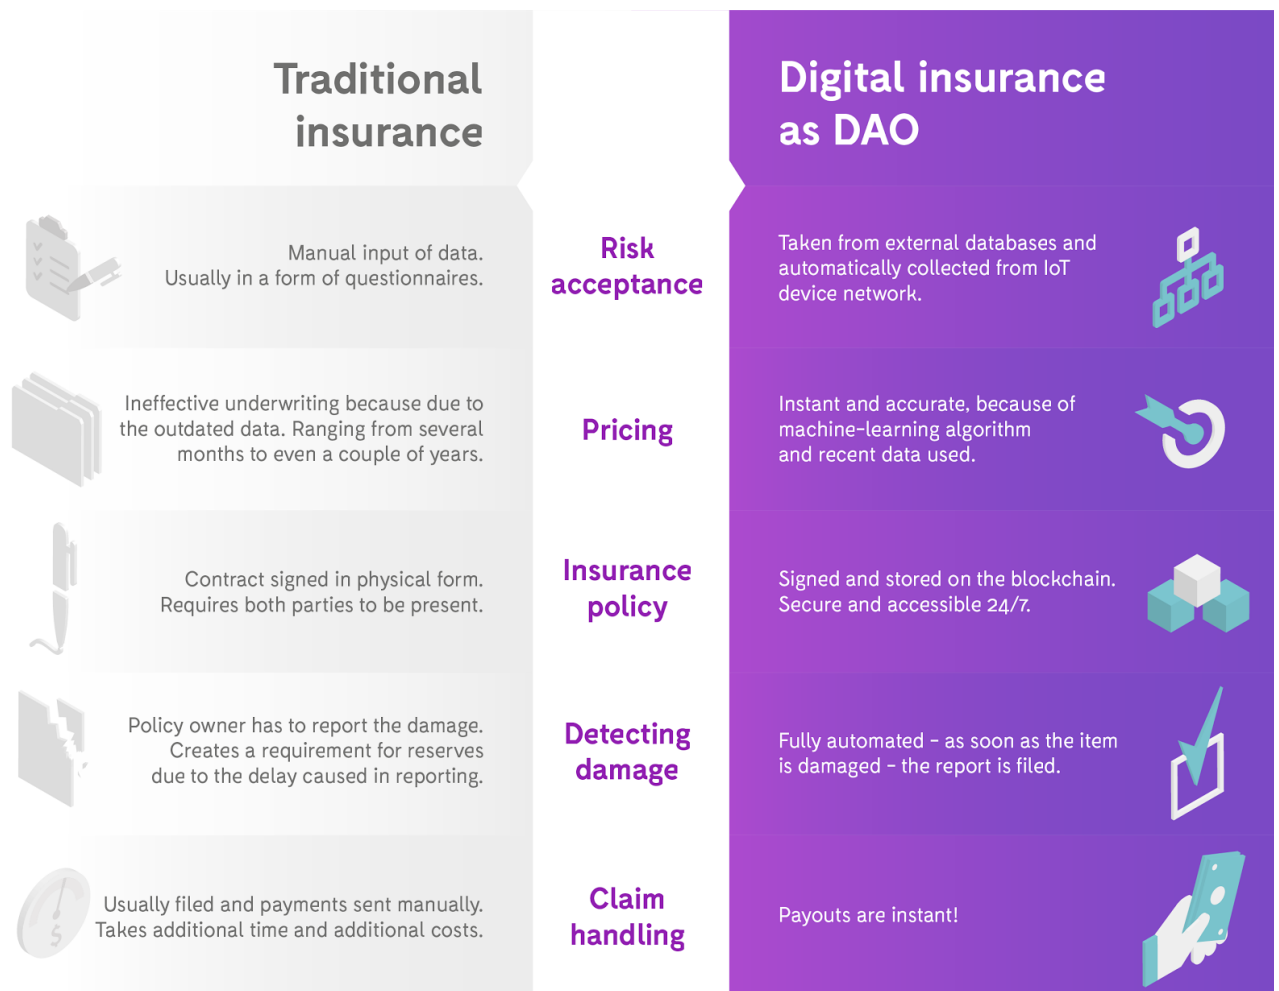 Traditional
insurance
Digital insurance
as DAO
Manual input of data.
Usually in a form of questionnaires.
Risk
acceptance
Taken from external databases and
automatically collected from IoT
device network.
Ineffective underwriting because due to
the outdated data. Ranging from several
months to even a couple of years.
Pricing
Instant and accurate, because of
machine-learning algorithm
and recent data used.
Contract signed in physical form.
Requires both parties to be present.
Insurance
policy
Signed and stored on the blockchain.
Secure and accessible 24/7.
Policy owner has to report the damage.
Creates a requirement for reserves
due to the delay caused in reporting.
Detecting
damage
Fully automated - as soon as the item
is damaged - the report is filed.
$
Usually filed and payments sent manually.
Takes additional time and additional costs.
Claim
handling
Payouts are instant!